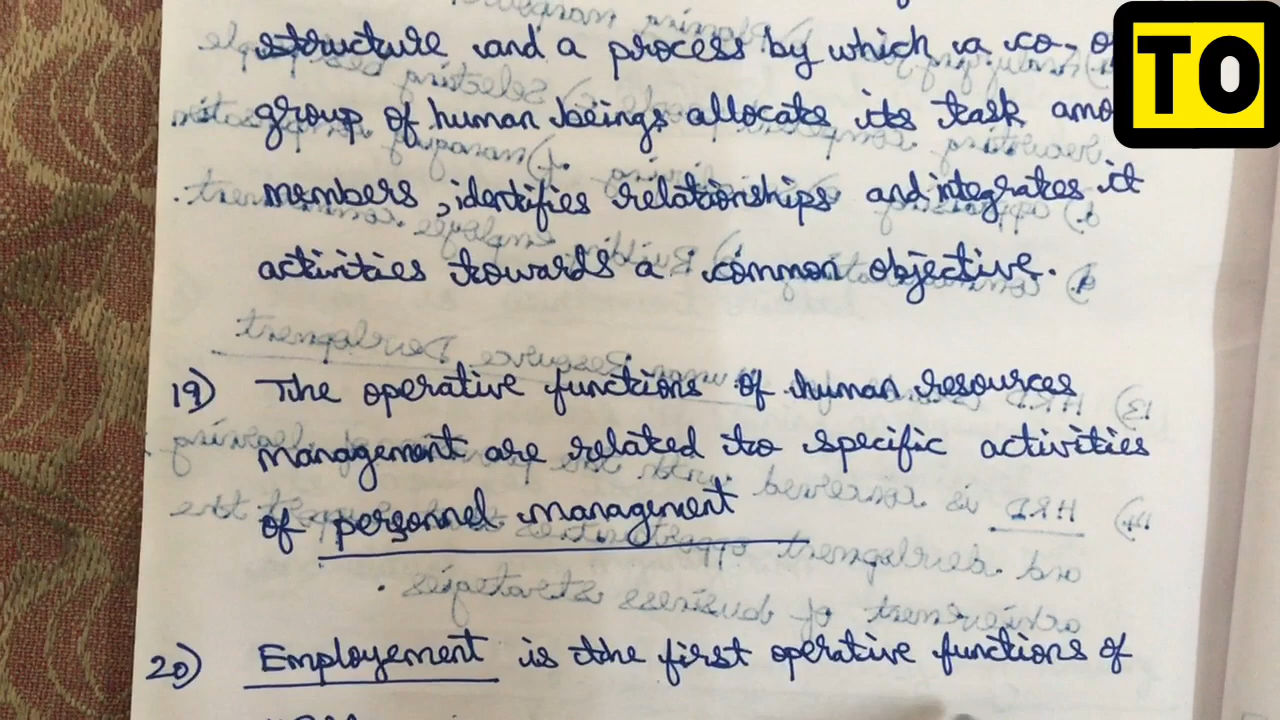 TO
structure and a process by which a co-o
group of human beings allocates its task amo
members, identifies relationships and integrates it
activities towards a common objective.
19) The operative functions of human resources
management are related to specific activities
of personnel management
20) Employement is the first operative functions of